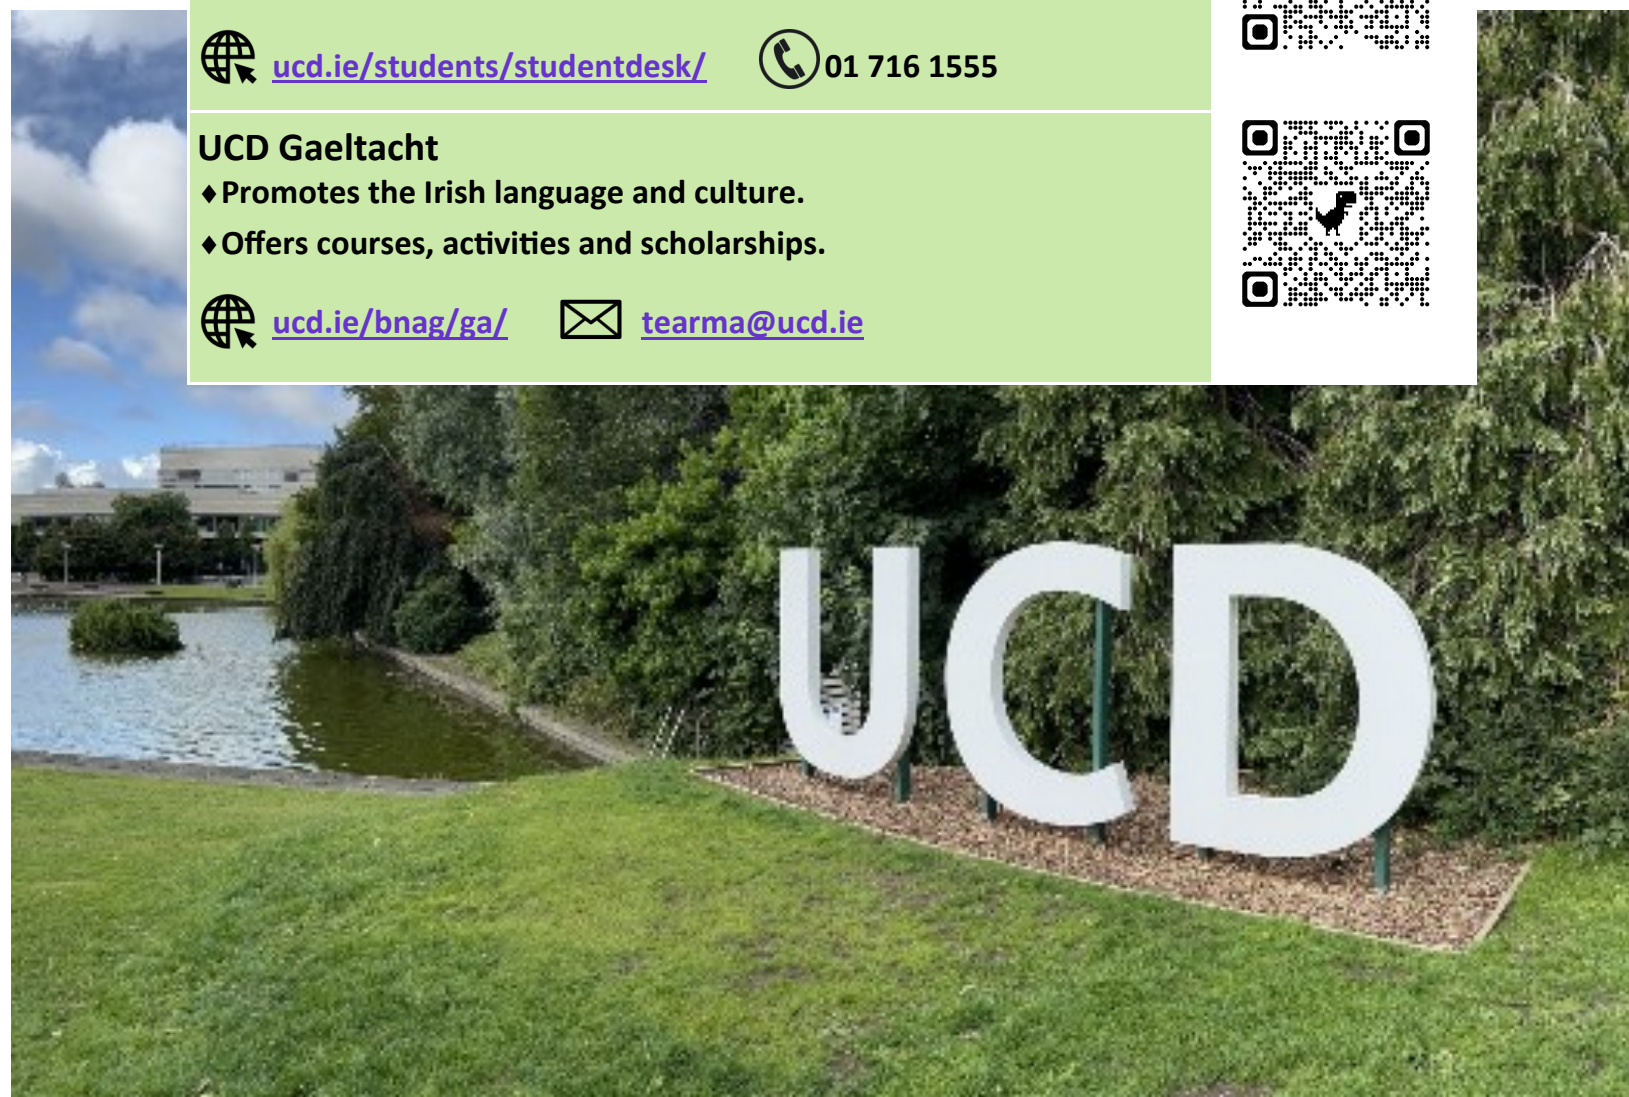 ucd.ie/students/studentdesk/ 01 716 1555
UCD Gaeltacht
♦Promotes the Irish language and culture.
♦Offers courses, activities and scholarships.
ucd.ie/bnag/ga/ tearma@ucd.ie
UCD